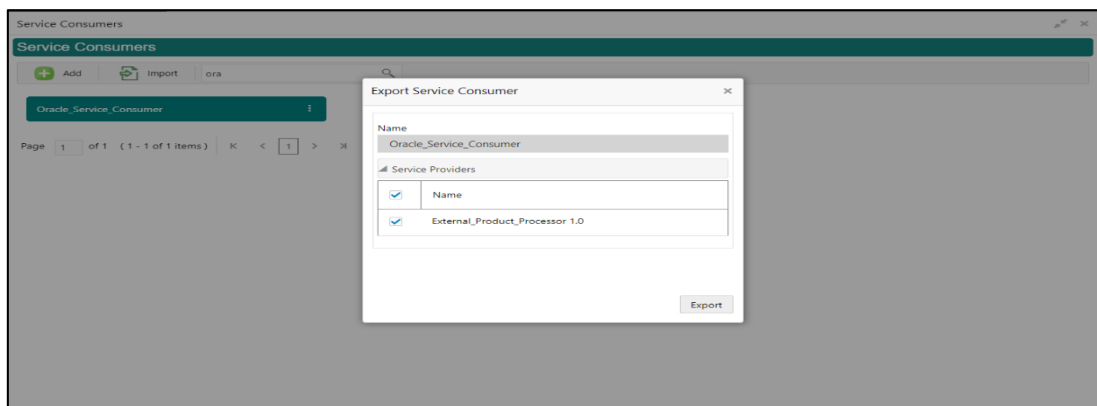 Service Consumers
Service Consumers
Add Import ora
Oracle_Service_Consumer
Page 1 of 1 ( 1 - 1 of 1 items ) K < 1 > >|
Export Service Consumer
Name
Oracle_Service_Consumer
Service Providers
Name
External_Product_Processor 1.0
Export